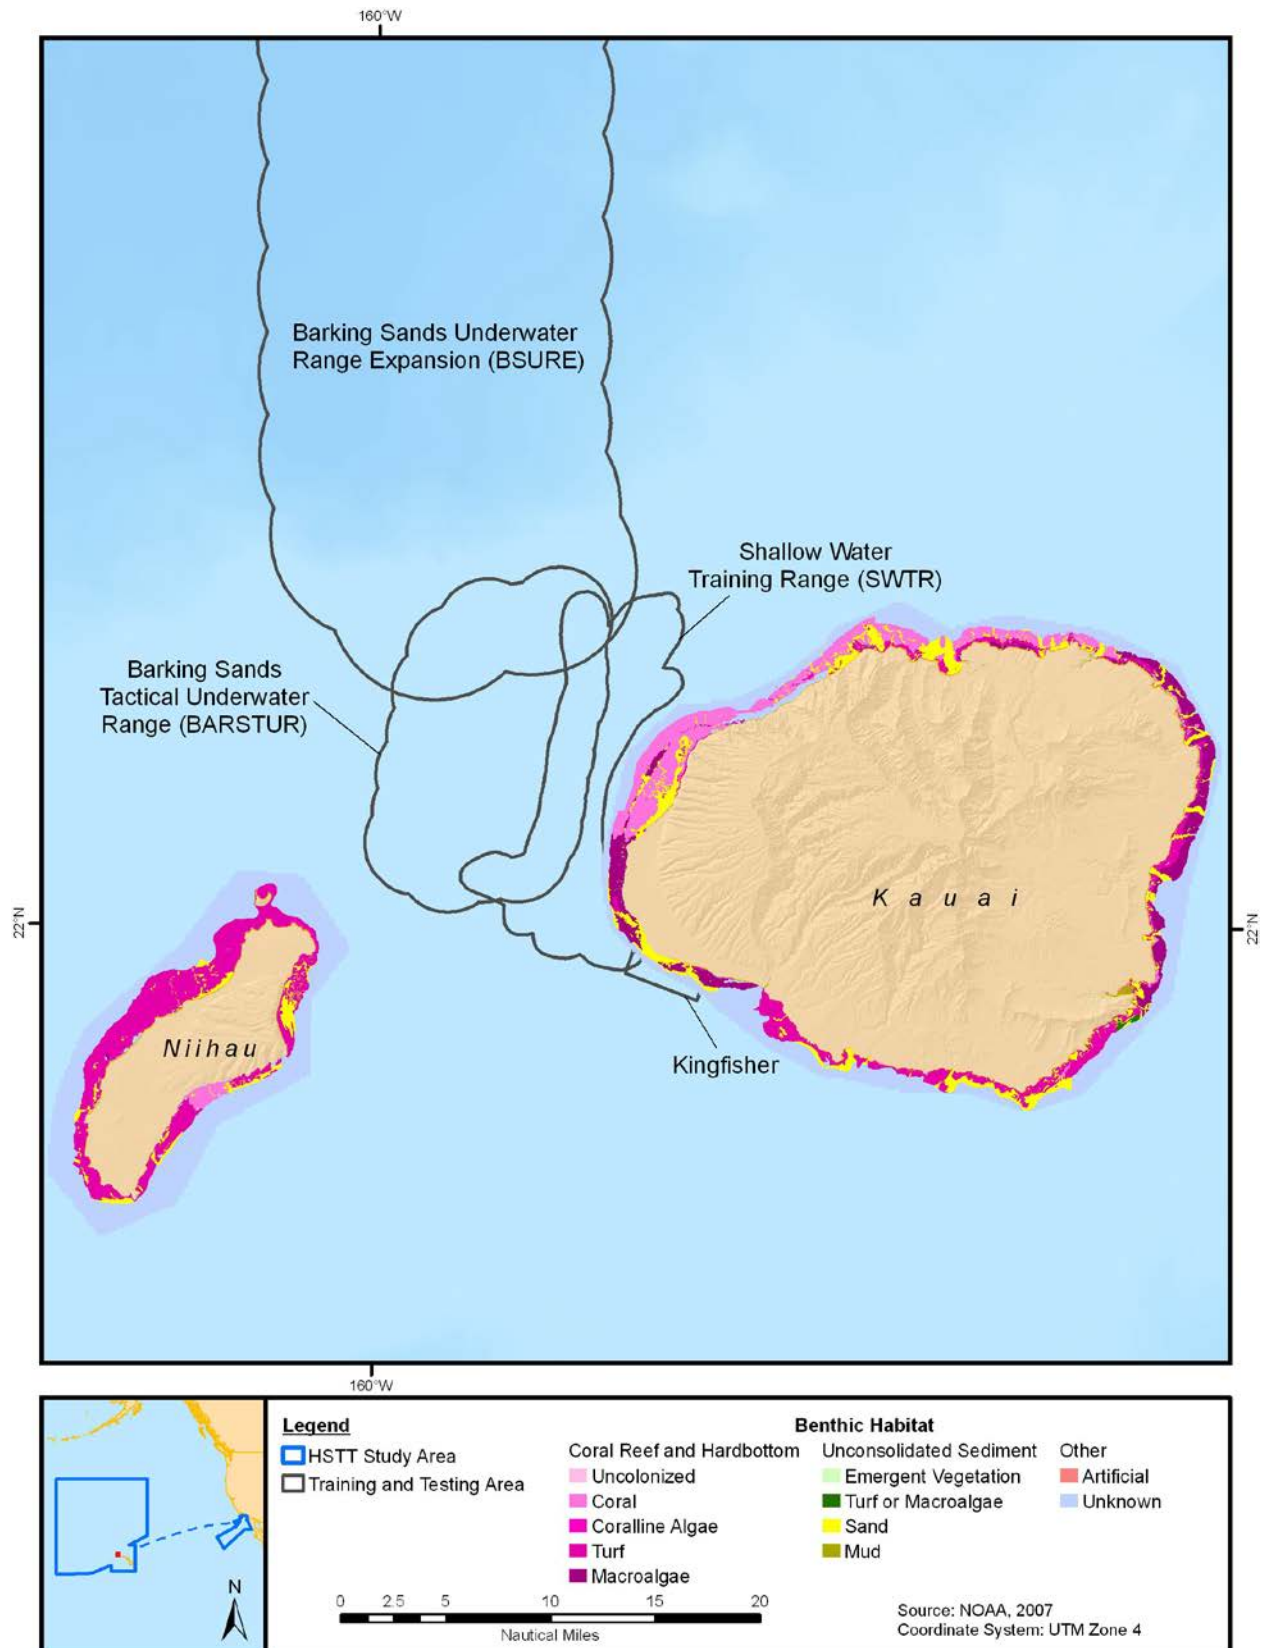 160°W
Barking Sands Underwater
Range Expansion (BSURE)
Shallow Water
Training Range (SWTR)
Barking Sands
Tactical Underwater
Range (BARSTUR)
Kauai
22°N
22°N
Niihau
Kingfisher
160°W
Legend
HSTT Study Area
Training and Testing Area
Benthic Habitat
Coral Reef and Hardbottom
Uncolonized
Coral
Coralline Algae
Turf
Macroalgae
Unconsolidated Sediment
Emergent Vegetation
Turf or Macroalgae
Sand
Mud
Other
Artificial
Unknown
N
0 2.5 5 10 15 20
Nautical Miles
Source: NOAA, 2007
Coordinate System: UTM Zone 4